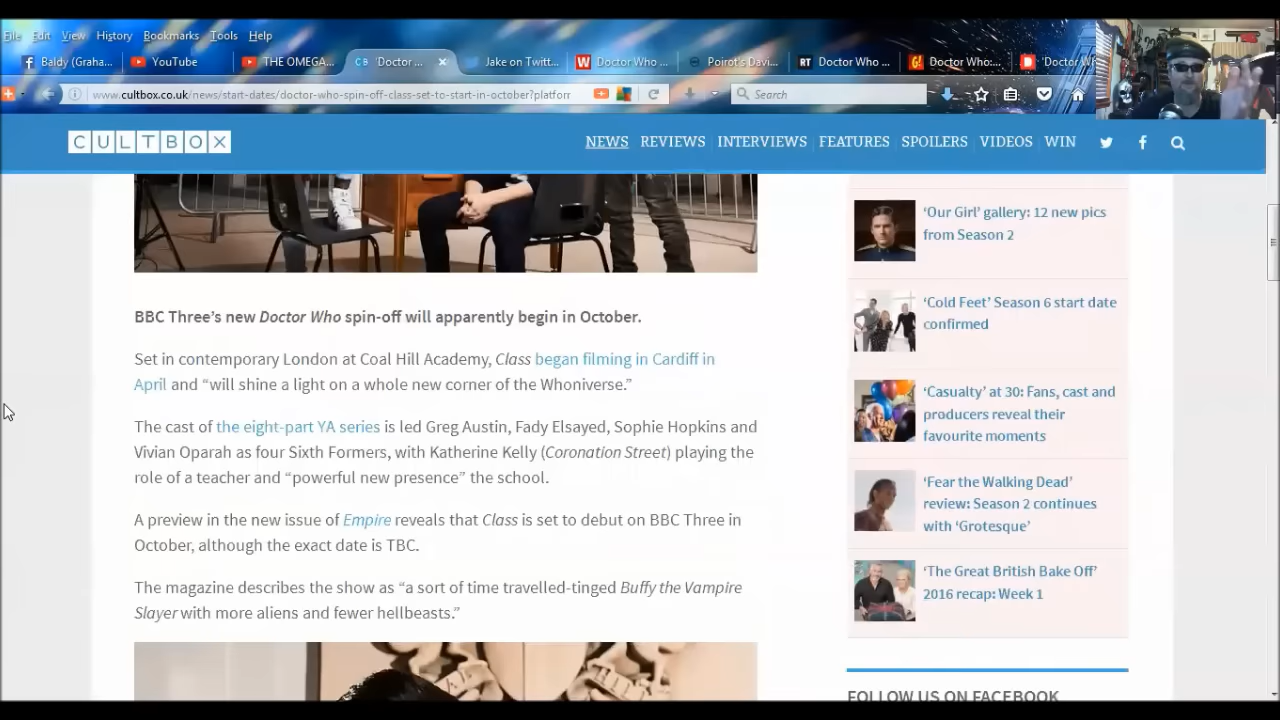 File Edit View History Bookmarks Tools Help
Baldy (Graha... YouTube THE OMEGA... CB 'Doctor ... Jake on Twitt... Doctor Who ... Poirot's Davi... RT Doctor Who ... Doctor Who:... 'Doctor Wh
www.cultbox.co.uk/news/start-dates/doctor-who-spin-off-class-set-to-start-in-october?platforr Search
CULTBOX NEWS REVIEWS INTERVIEWS FEATURES SPOILERS VIDEOS WIN
BBC Three's new Doctor Who spin-off will apparently begin in October.
Set in contemporary London at Coal Hill Academy, Class began filming in Cardiff in
April and “will shine a light on a whole new corner of the Whoniverse.”
The cast of the eight-part YA series is led Greg Austin, Fady Elsayed, Sophie Hopkins and
Vivian Oparah as four Sixth Formers, with Katherine Kelly (Coronation Street) playing the
role of a teacher and “powerful new presence” the school.
A preview in the new issue of Empire reveals that Class is set to debut on BBC Three in
October, although the exact date is TBC.
The magazine describes the show as “a sort of time travelled-tinged Buffy the Vampire
Slayer with more aliens and fewer hellbeasts.”
‘Our Girl’ gallery: 12 new pics
from Season 2
‘Cold Feet’ Season 6 start date
confirmed
‘Casualty’ at 30: Fans, cast and
producers reveal their
favourite moments
‘Fear the Walking Dead’
review: Season 2 continues
with ‘Grotesque’
‘The Great British Bake Off’
2016 recap: Week 1
FOLLOW US ON FACEBOOK